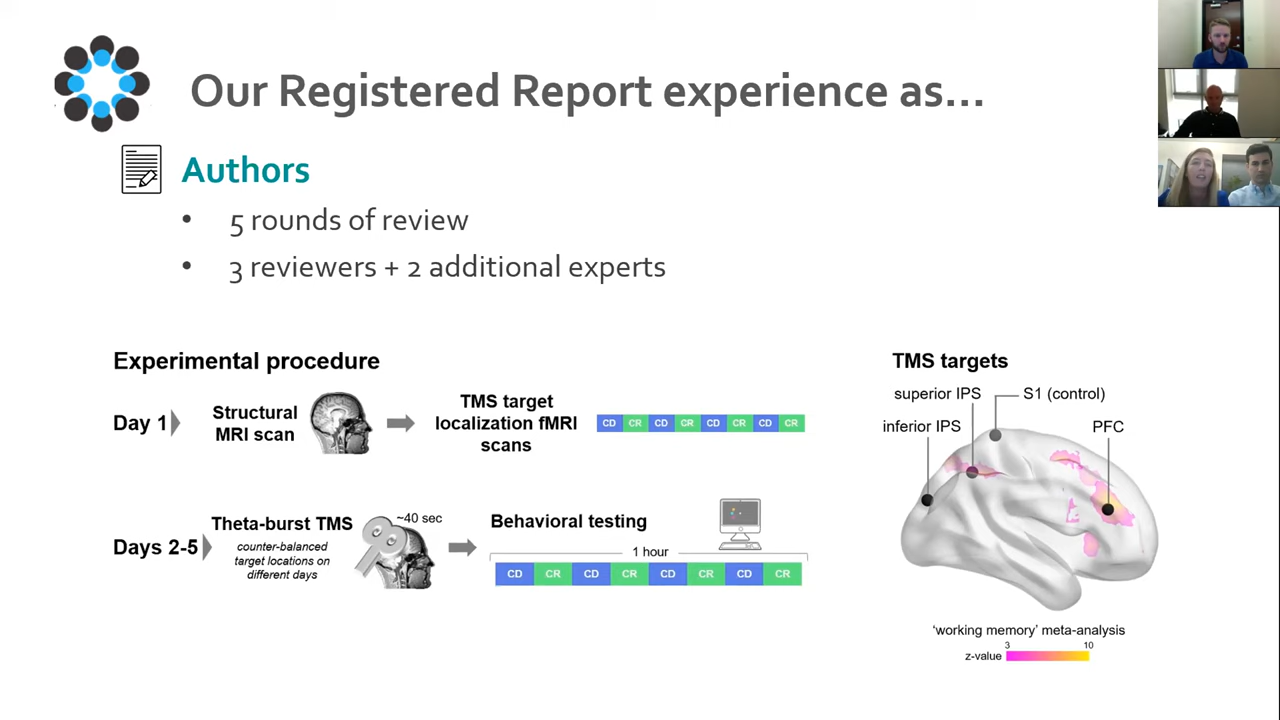 Our Registered Report experience as...
Authors
• 5 rounds of review
• 3 reviewers + 2 additional experts
Experimental procedure
Day 1
Structural
MRI scan
TMS target
localization fMRI
scans
CD CR CD CR CD CR CD CR
Days 2-5
Theta-burst TMS
counter-balanced
target locations on
different days
~40 sec
Behavioral testing
1 hour
CD CR CD CR CD CR CD CR
TMS targets
superior IPS
S1 (control)
inferior IPS
PFC
‘working memory’ meta-analysis
3 10
z-value